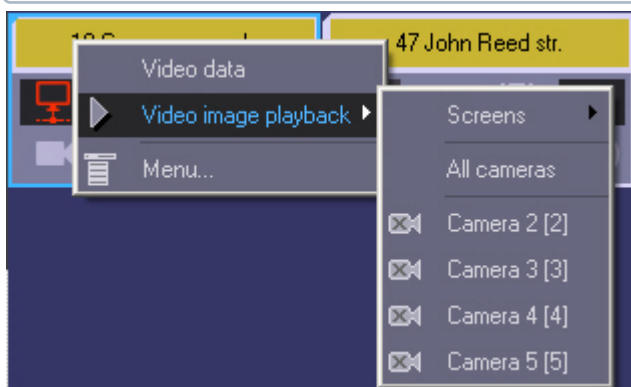 47 John Reed str.
Video data
Video image playback
Menu...
Screens
All cameras
Camera 2 [2]
Camera 3 [3]
Camera 4 [4]
Camera 5 [5]